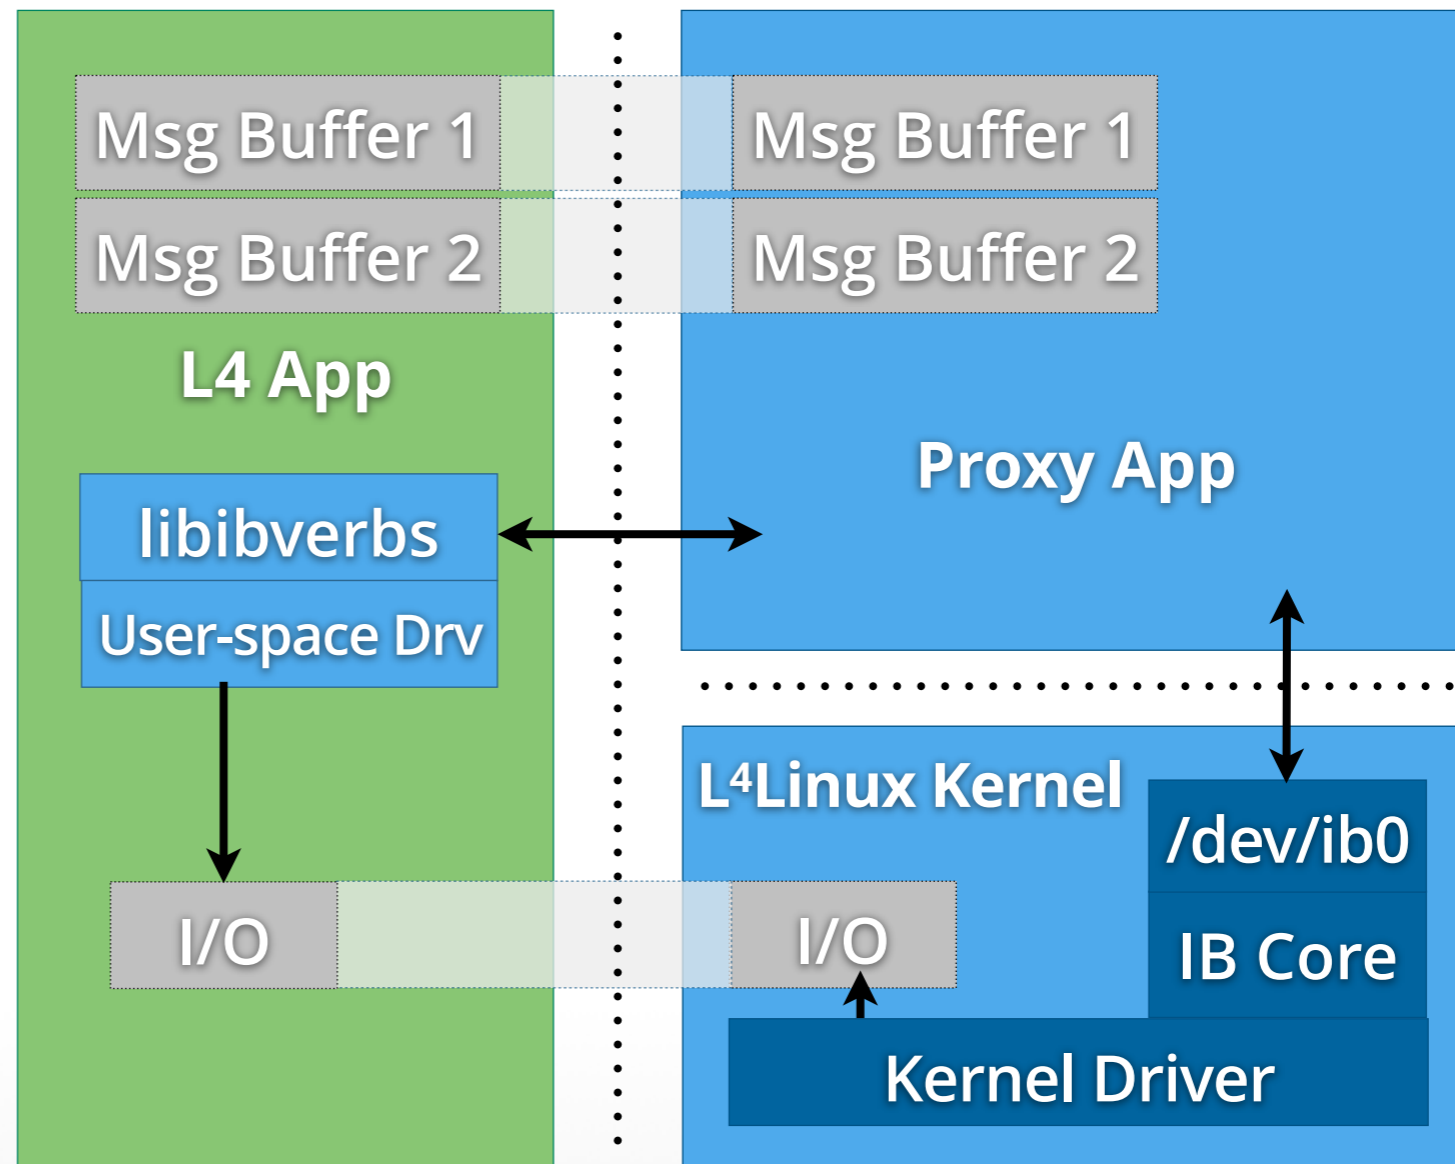 Msg Buffer 1
Msg Buffer 2
L4 App
libibverbs
User-space Drv
I/O
Msg Buffer 1
Msg Buffer 2
Proxy App
L⁴Linux Kernel
/dev/ib0
I/O
IB Core
Kernel Driver